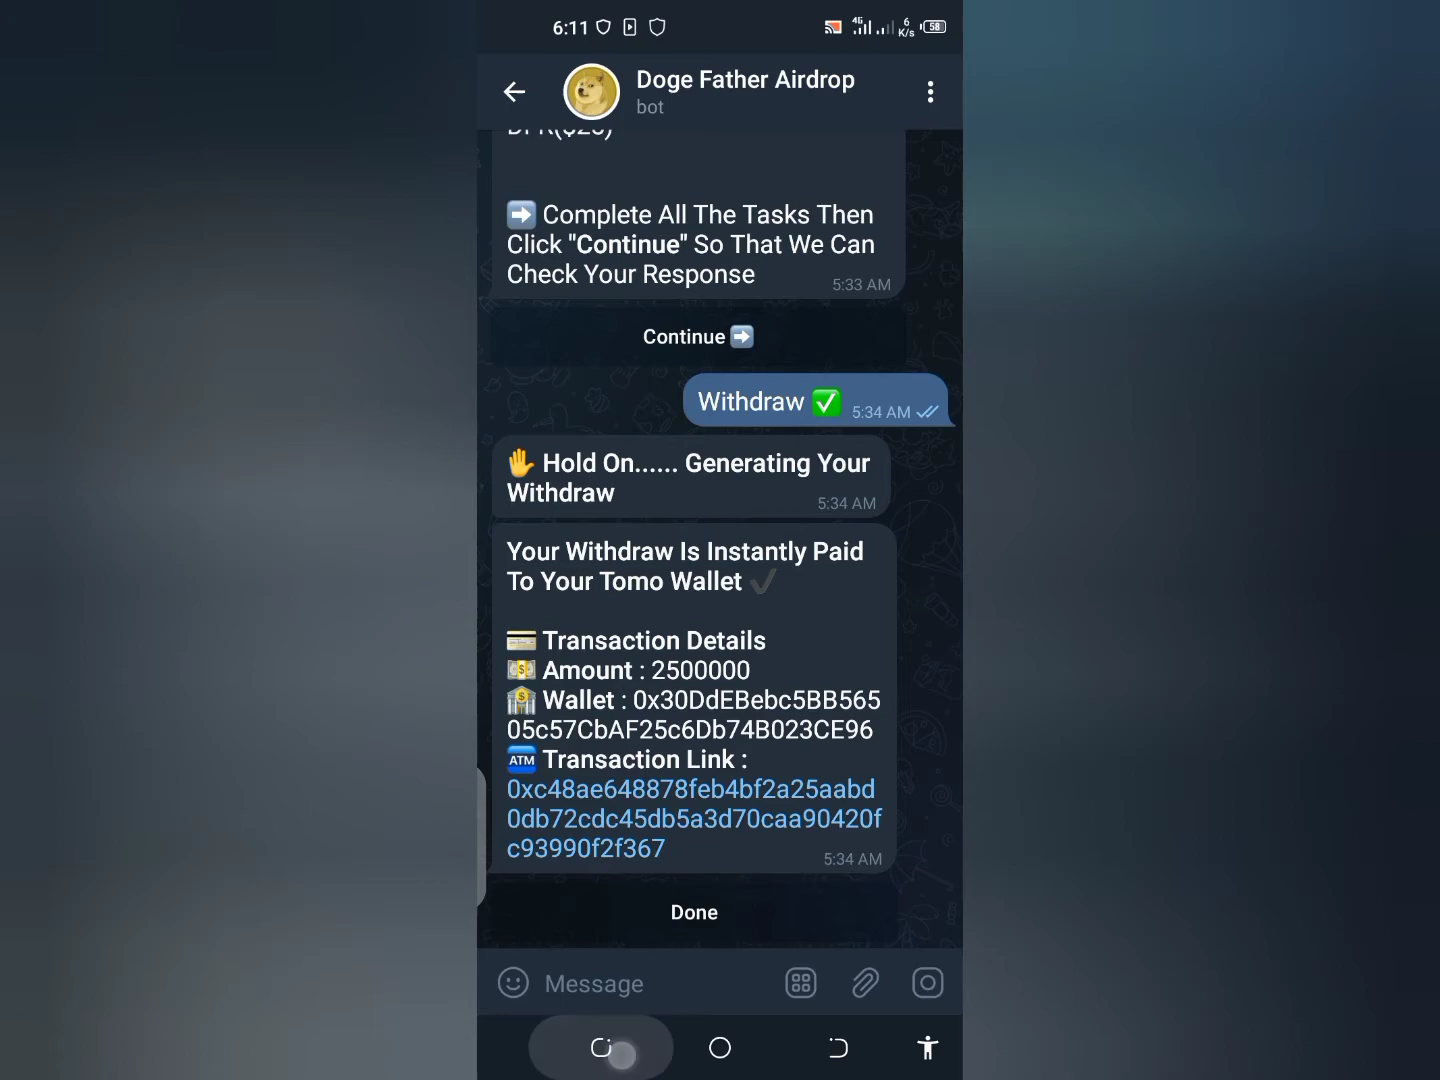 6:11
4G
6
K/s
58
Doge Father Airdrop
bot
➡️ Complete All The Tasks Then
Click "Continue" So That We Can
Check Your Response
5:33 AM
Continue ➡️
Withdraw ✅ 5:34 AM
✋ Hold On...... Generating Your
Withdraw
5:34 AM
Your Withdraw Is Instantly Paid
To Your Tomo Wallet ✔️
💳 Transaction Details
💵 Amount : 2500000
🏦 Wallet : 0x30DdEBebc5BB565
05c57CbAF25c6Db74B023CE96
🏧 Transaction Link :
0xc48ae648878feb4bf2a25aabd
0db72cdc45db5a3d70caa90420f
c93990f2f367
5:34 AM
Done
Message